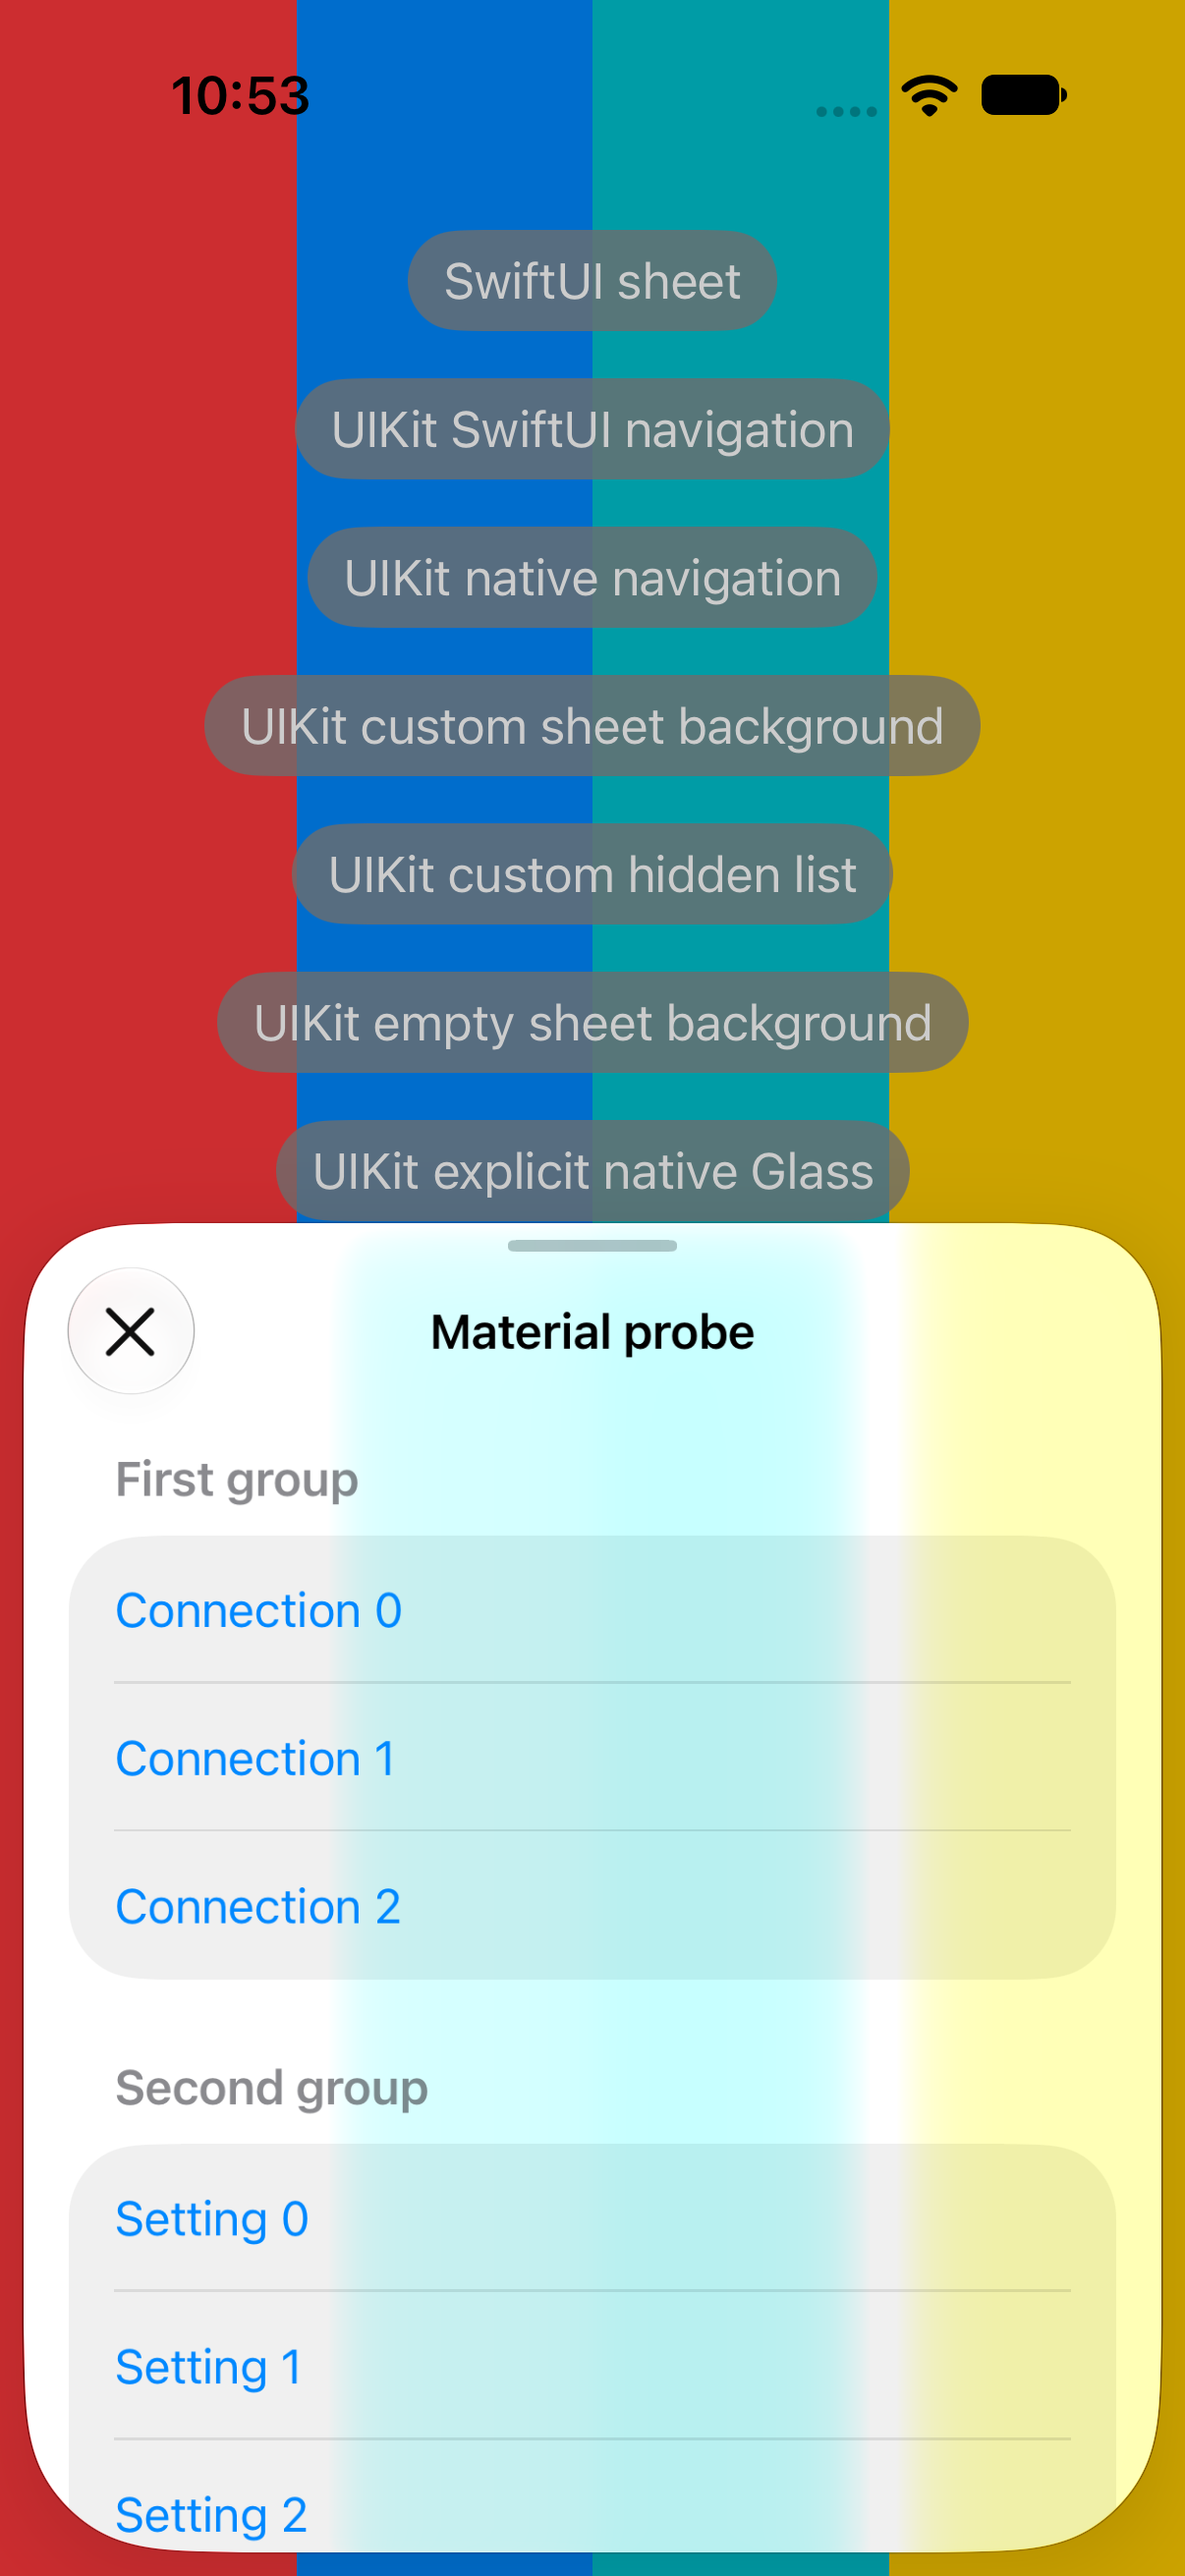 10:53
SwiftUI sheet
UIKit SwiftUI navigation
UIKit native navigation
UIKit custom sheet background
UIKit custom hidden list
UIKit empty sheet background
UIKit explicit native Glass
Material probe
First group
Connection 0
Connection 1
Connection 2
Second group
Setting 0
Setting 1
Setting 2